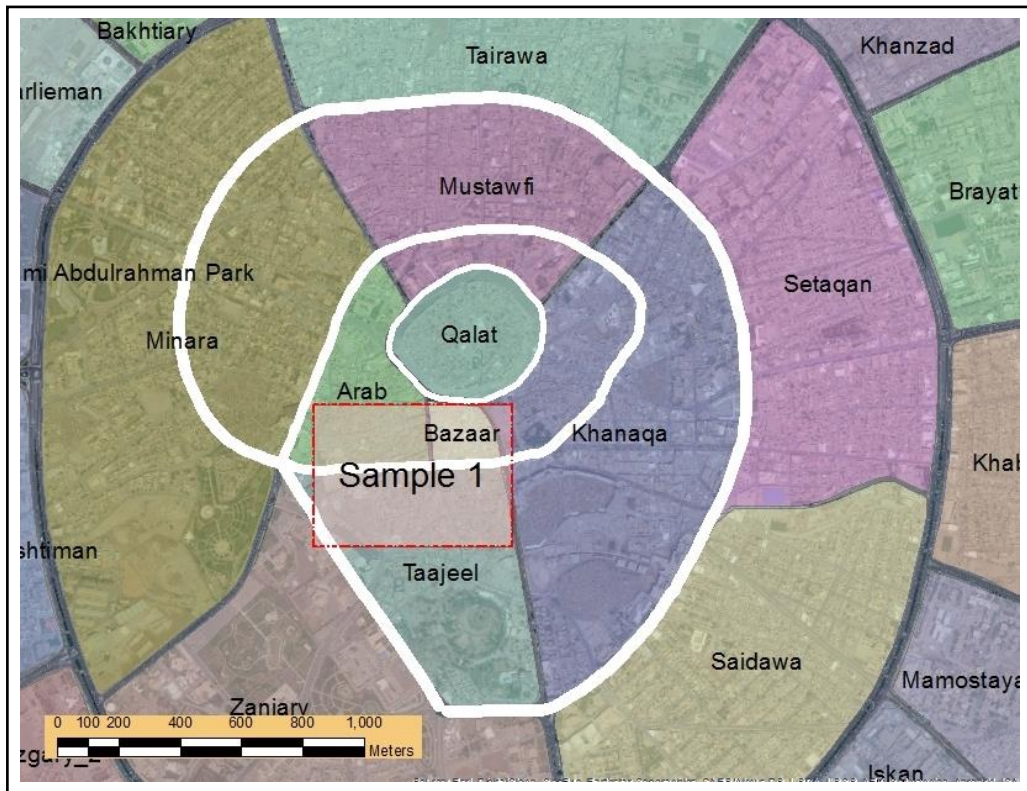 Bakhtiary
Tairawa
Khanzad
arlieman
Mustawfi
Brayat
mi Abdulrahman Park
Setaqan
Minara
Qalat
Arab
Bazaar
Khanaqa
Sample 1
Khab
shtiman
Taajeel
Saidawa
Mamostaya
Zaniary
0 100 200 400 600 800 1,000
Meters
Iskan